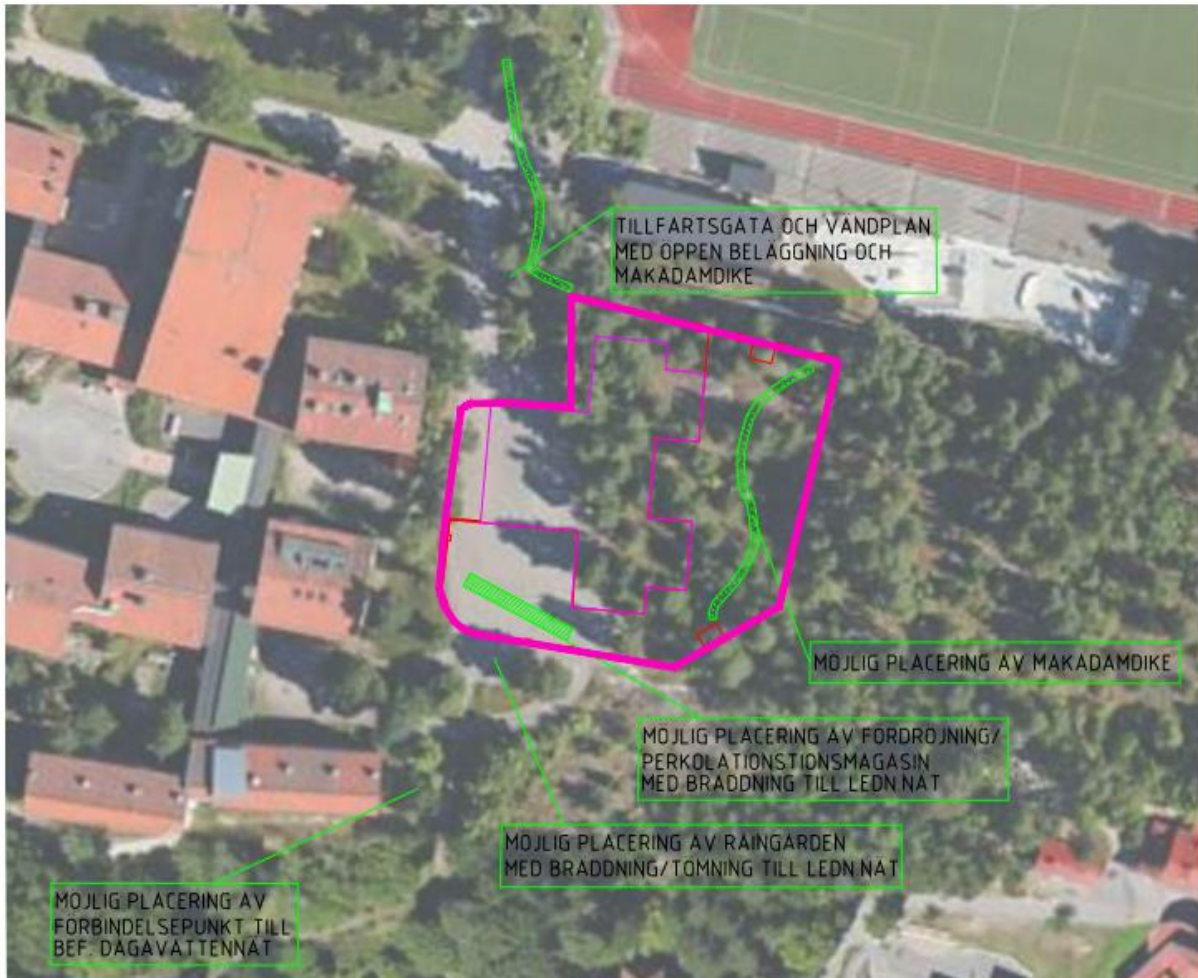 TILLFARTSGATA OCH VÄNDPLAN
MED ÖPPEN BELÄGGNING OCH
MAKADAMDIKE
MÖJLIG PLACERING AV MAKADAMDIKE
MÖJLIG PLACERING AV FÖRDRÖJNING/
PERKOLATIONSTIONSMAGASIN
MED BRÄDDNING TILL LEDN.NÄT
MÖJLIG PLACERING AV RAINGARDEN
MED BRÄDDNING/TÖMNING TILL LEDN.NÄT
MÖJLIG PLACERING AV
FÖRBINDELSEPUNKT TILL
BEF. DAGAVATTENNÄT